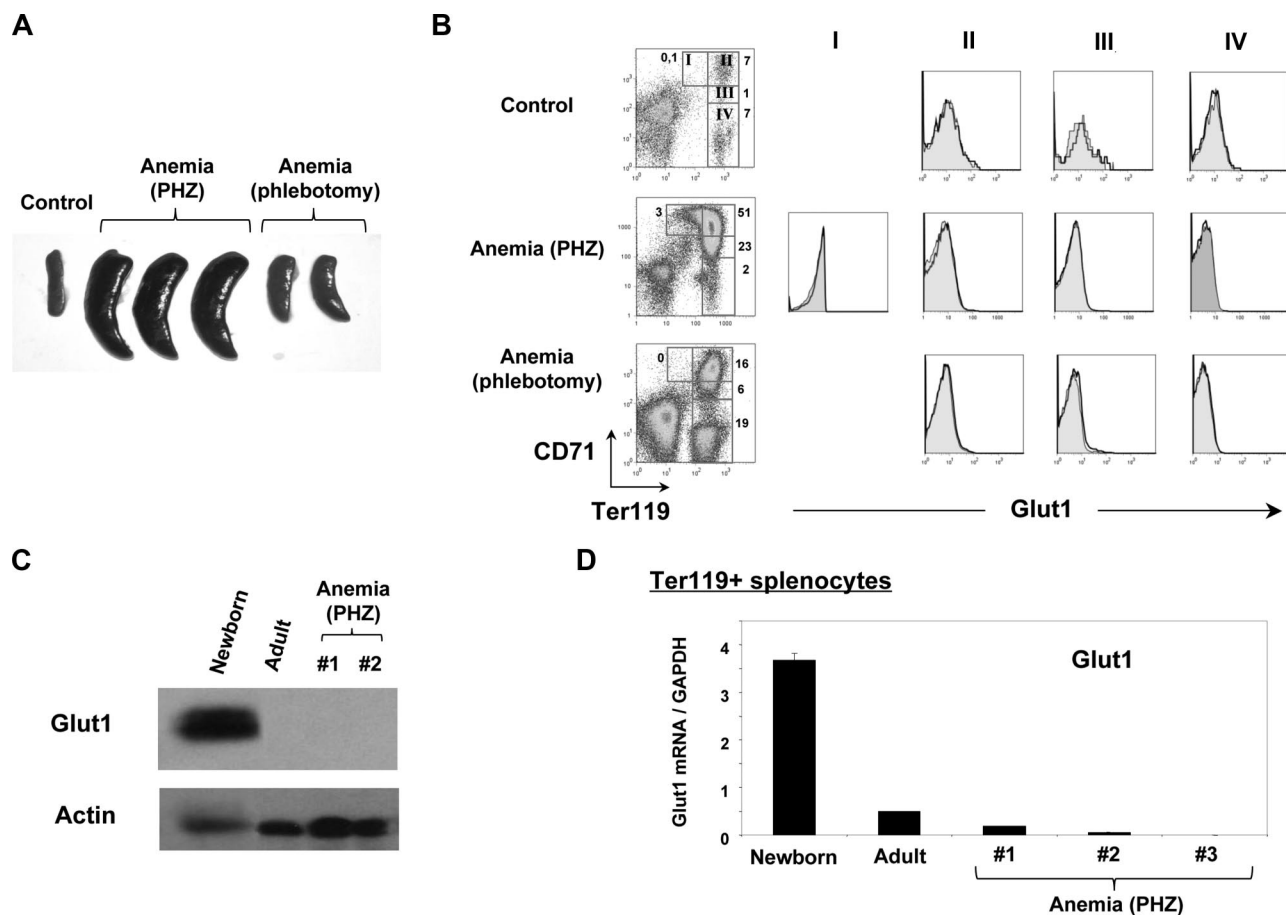 A
Control
Anemia
(PHZ)
Anemia
(phlebotomy)
B
I
II
III
IV
Control
0,1
I
II
7
III
1
IV
7
Anemia (PHZ)
3
51
23
2
Anemia
(phlebotomy)
0
16
6
19
CD71
Ter119
Glut1
C
Newborn
Adult
Anemia
(PHZ)
#1 #2
Glut1
Actin
D
Ter119+ splenocytes
Glut1
Glut1 mRNA / GAPDH
4
3
2
1
0
Newborn Adult #1 #2 #3
Anemia (PHZ)